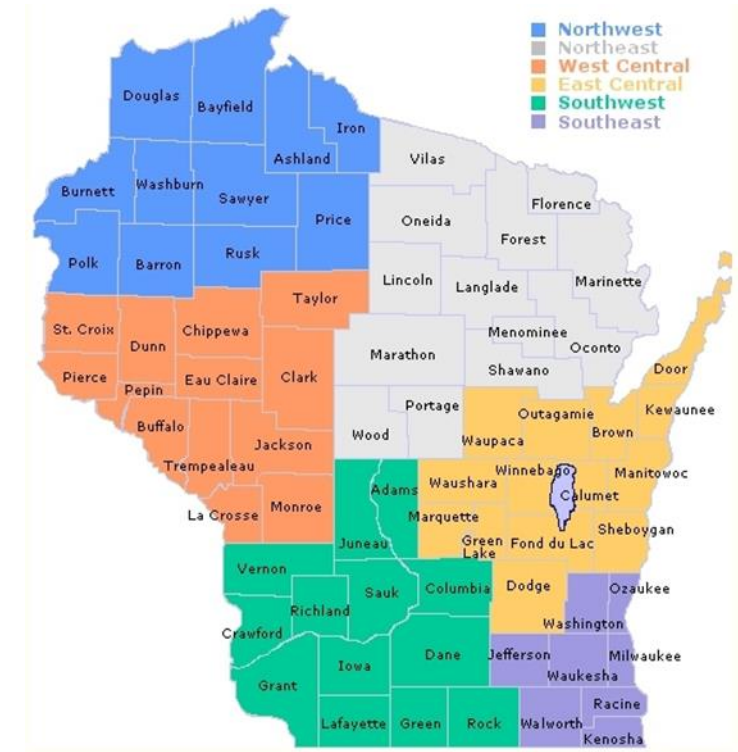 Northwest
Northeast
West Central
East Central
Southwest
Southeast
Douglas
Bayfield
Iron
Ashland
Vilas
Burnett
Washburn
Sawyer
Price
Florence
Oneida
Forest
Polk
Barron
Rusk
Lincoln
Langlade
Marinette
Taylor
St. Croix
Dunn
Chippewa
Menominee
Oconto
Marathon
Shawano
Door
Pierce
Pepin
Eau Claire
Clark
Buffalo
Portage
Wood
Outagamie
Kewaunee
Brown
Waupaca
Jackson
Trempealeau
Winnebago
Manitowoc
Adams
Waushara
Calumet
La Crosse
Monroe
Marquette
Juneau
Green
Lake
Fond du Lac
Sheboygan
Vernon
Sauk
Columbia
Dodge
Ozaukee
Richland
Crawford
Washington
Iowa
Dane
Jefferson
Milwaukee
Waukesha
Grant
Lafayette
Green
Rock
Walworth
Racine
Kenosha